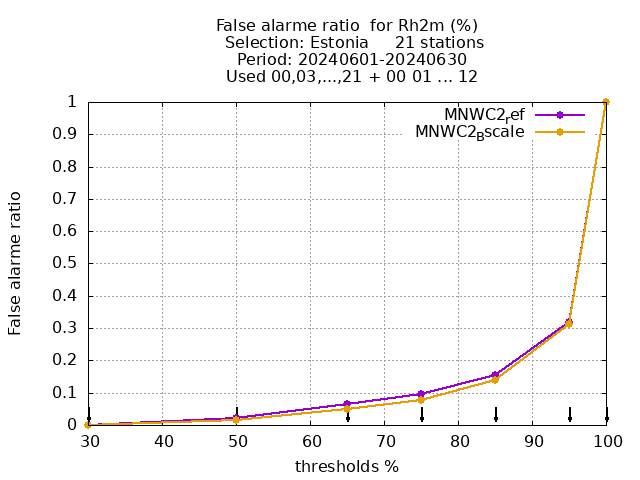 False alarme ratio  for Rh2m (%)
Selection: Estonia     21 stations
Period: 20240601-20240630
Used 00,03,...,21 + 00 01 ... 12
MNWC2ref
MNWC2Bscale
1
0.9
0.8
0.7
0.6
0.5
0.4
0.3
0.2
0.1
0
False alarme ratio
30 40 50 60 70 80 90 100
thresholds %